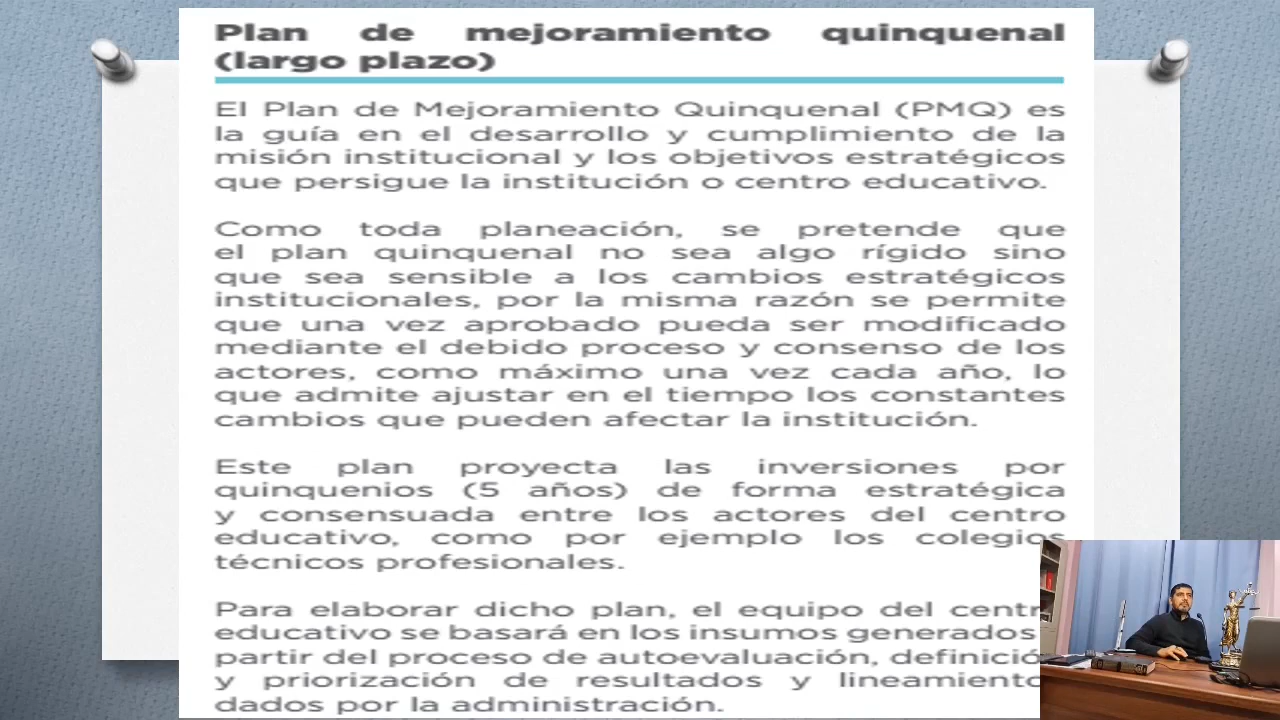 Plan de mejoramiento quinquenal
(largo plazo)
El Plan de Mejoramiento Quinquenal (PMQ) es
la guía en el desarrollo y cumplimiento de la
misión institucional y los objetivos estratégicos
que persigue la institución o centro educativo.
Como toda planeación, se pretende que
el plan quinquenal no sea algo rígido sino
que sea sensible a los cambios estratégicos
institucionales, por la misma razón se permite
que una vez aprobado pueda ser modificado
mediante el debido proceso y consenso de los
actores, como máximo una vez cada año, lo
que admite ajustar en el tiempo los constantes
cambios que pueden afectar la institución.
Este plan proyecta las inversiones por
quinquenios (5 años) de forma estratégica
y consensuada entre los actores del centro
educativo, como por ejemplo los colegios
técnicos profesionales.
Para elaborar dicho plan, el equipo del centr
educativo se basará en los insumos generados
partir del proceso de autoevaluación, definició
y priorización de resultados y lineamiento
dados por la administración.